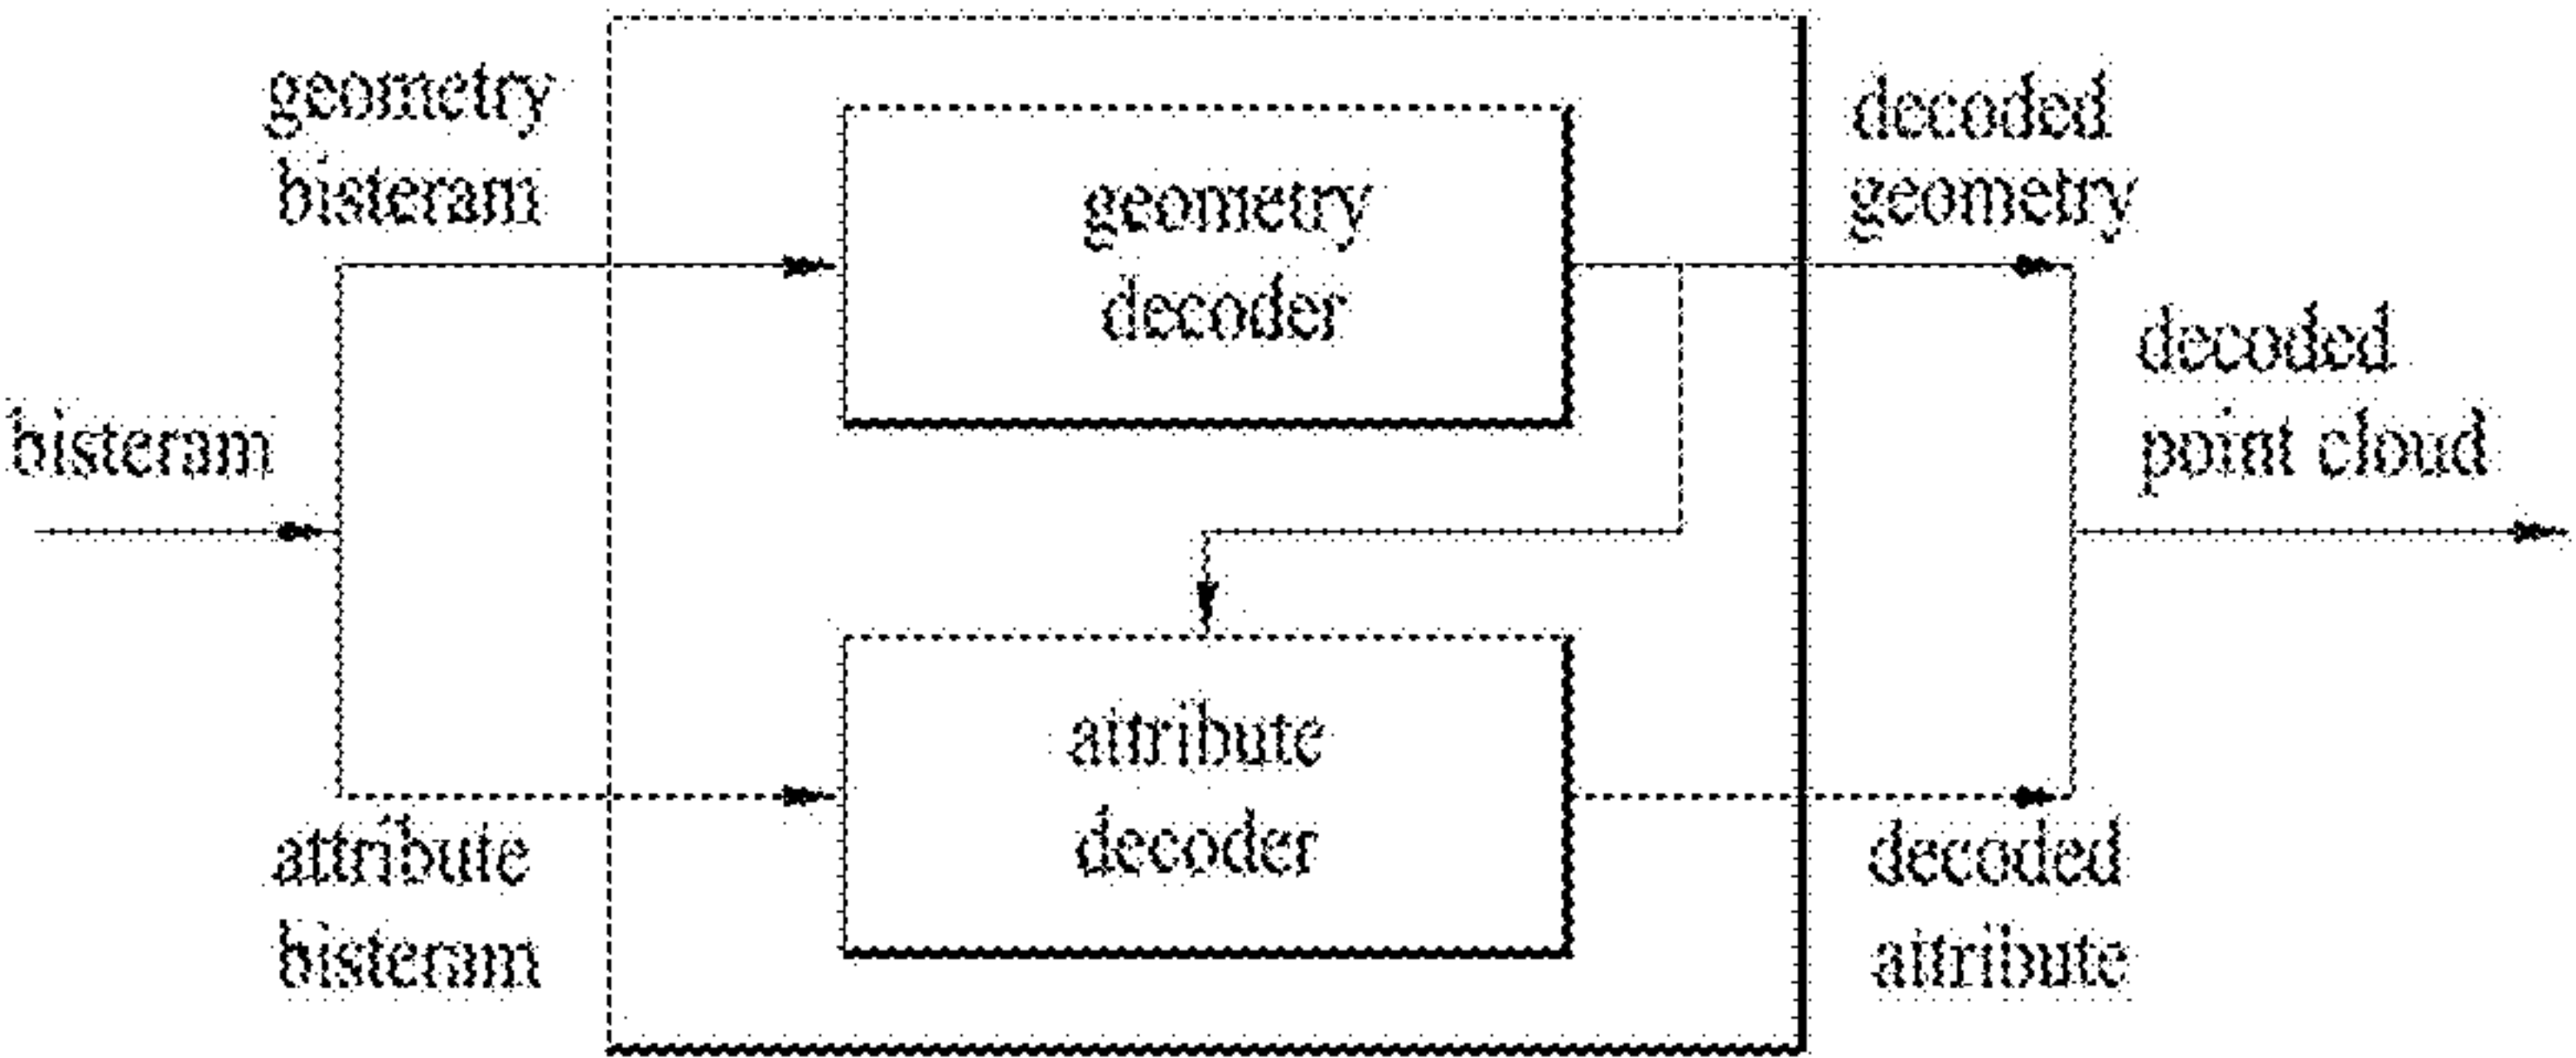 geometry
bisteram
geometry
decoder
decoded
geometry
bisteram
decoded
point cloud
attribute
decoder
attribute
bisteram
decoded
attribute